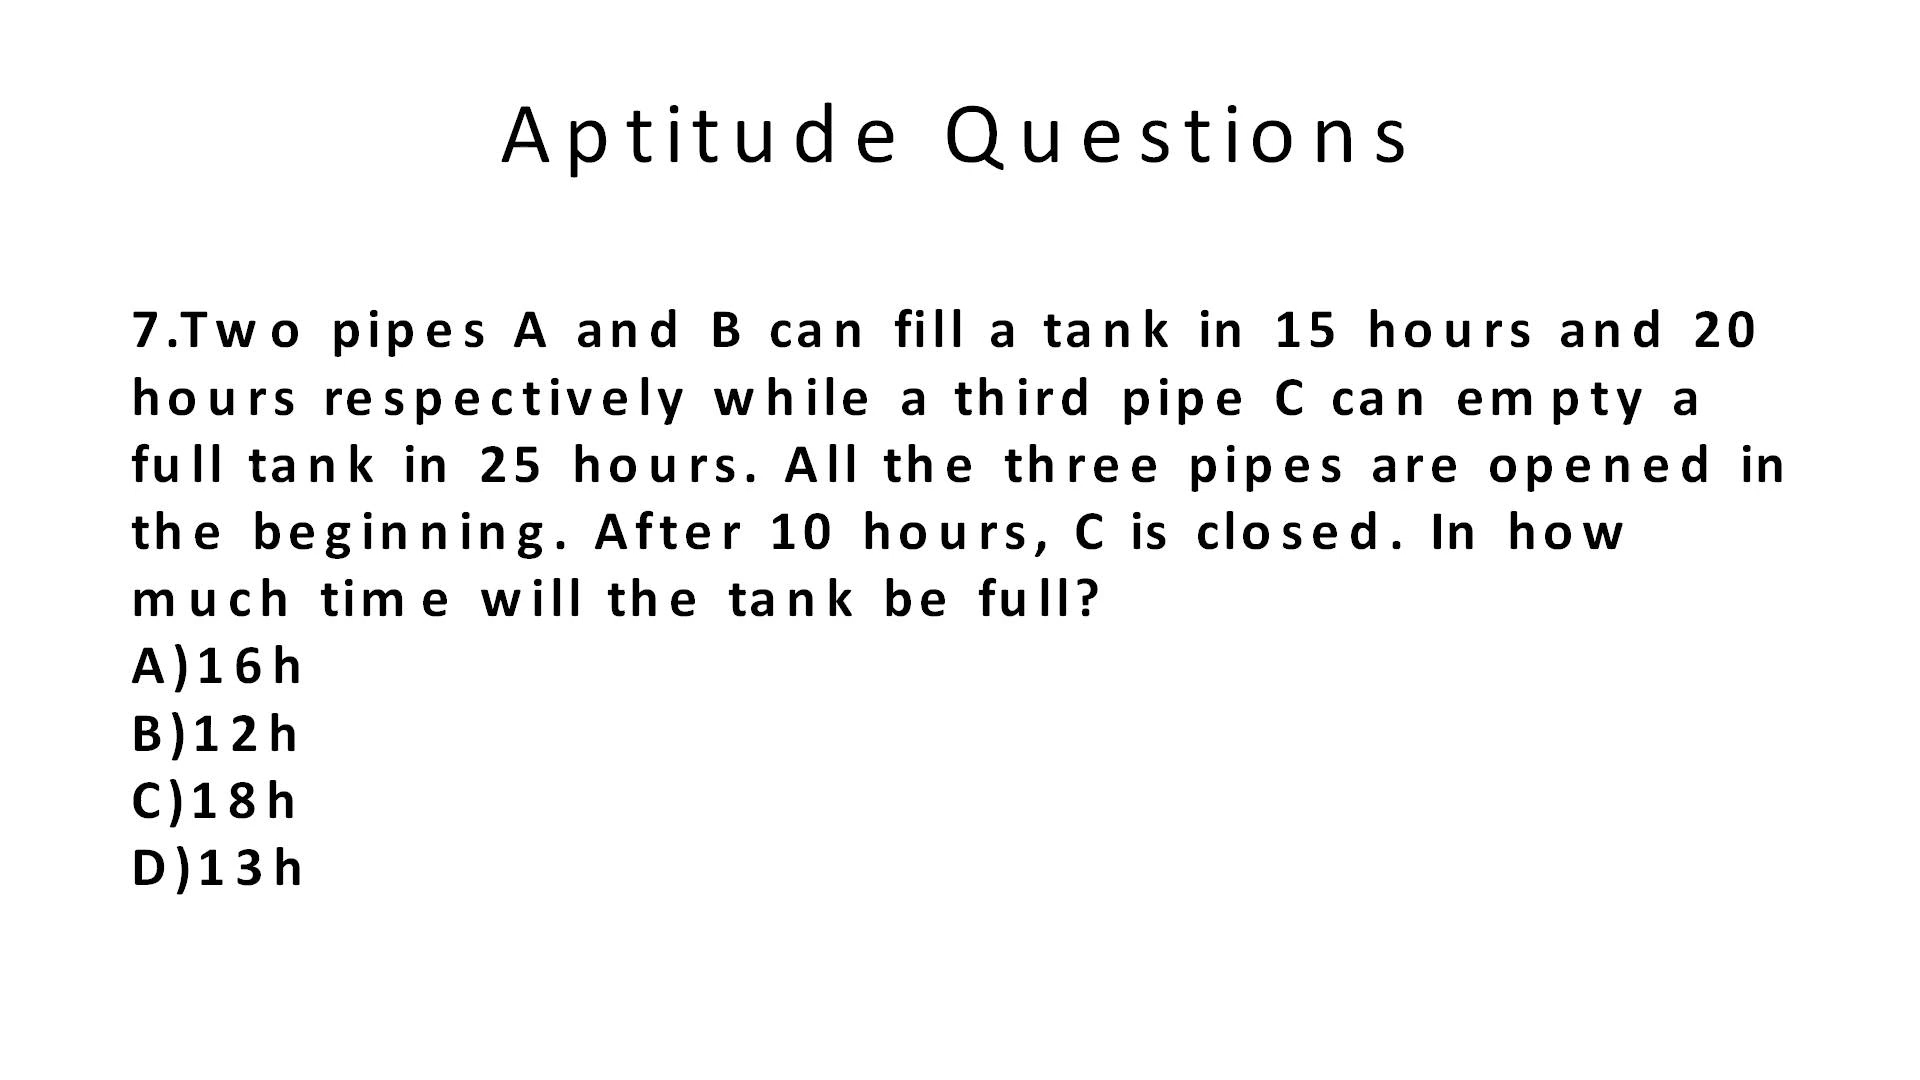 Aptitude Questions
7.Two pipes A and B can fill a tank in 15 hours and 20
hours respectively while a third pipe C can empty a
full tank in 25 hours. All the three pipes are opened in
the beginning. After 10 hours, C is closed. In how
much time will the tank be full?
A)16h
B)12h
C)18h
D)13h